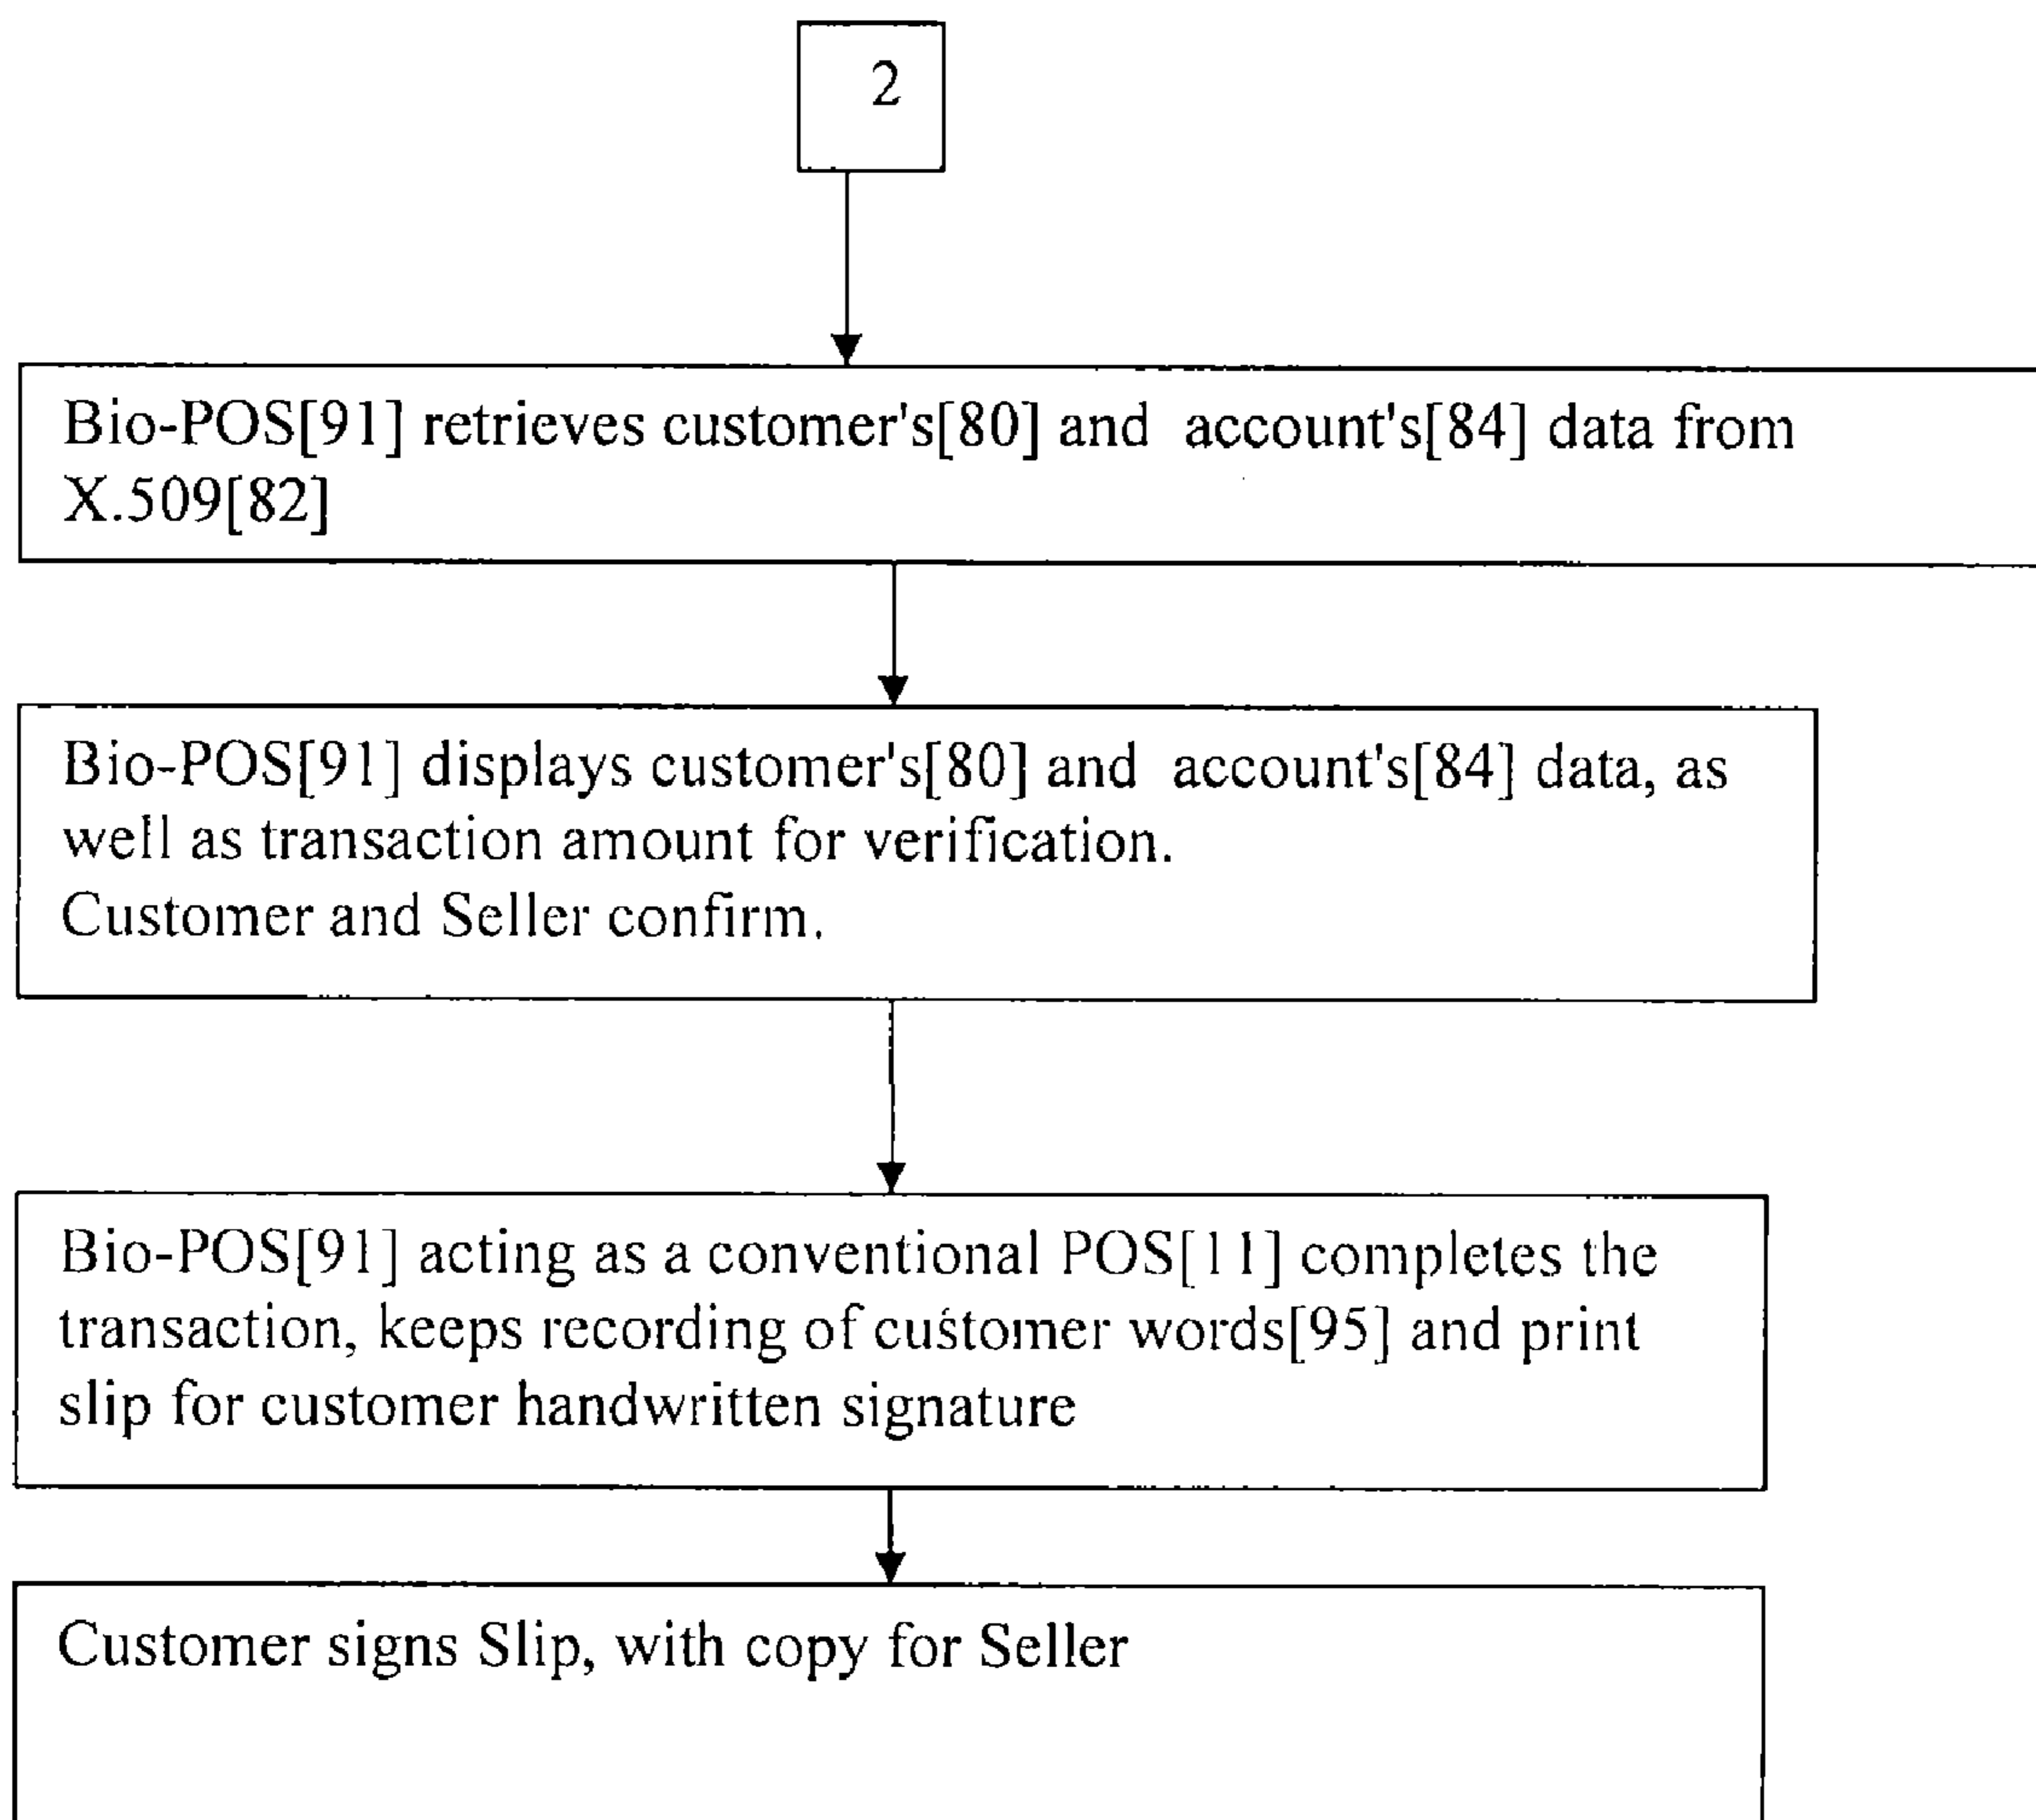 2
Bio-POS[91] retrieves customer's[80] and account's[84] data from
X.509[82]
Bio-POS[91] displays customer's[80] and account's[84] data, as
well as transaction amount for verification.
Customer and Seller confirm.
Bio-POS[91] acting as a conventional POS[11] completes the
transaction, keeps recording of customer words[95] and print
slip for customer handwritten signature
Customer signs Slip, with copy for Seller